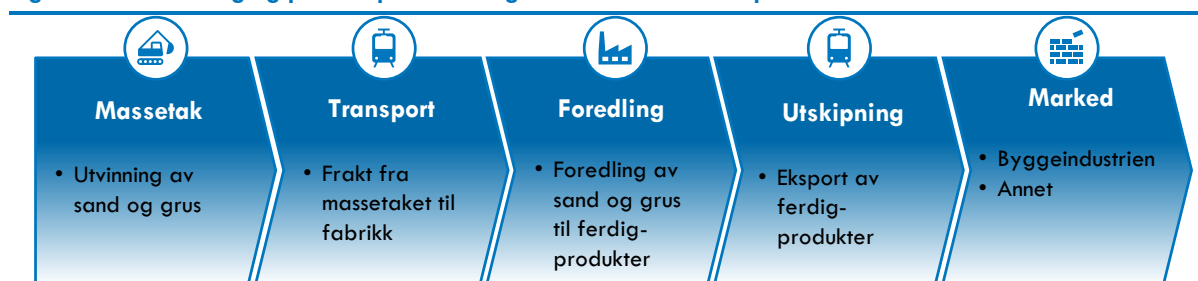 Massetak
• Utvinning av
sand og grus
Transport
• Frakt fra
massetaket til
fabrikk
Foredling
• Foredling av
sand og grus
til ferdig-
produkter
Utskipning
• Eksport av
ferdig-
produkter
Marked
• Byggeindustrien
• Annet